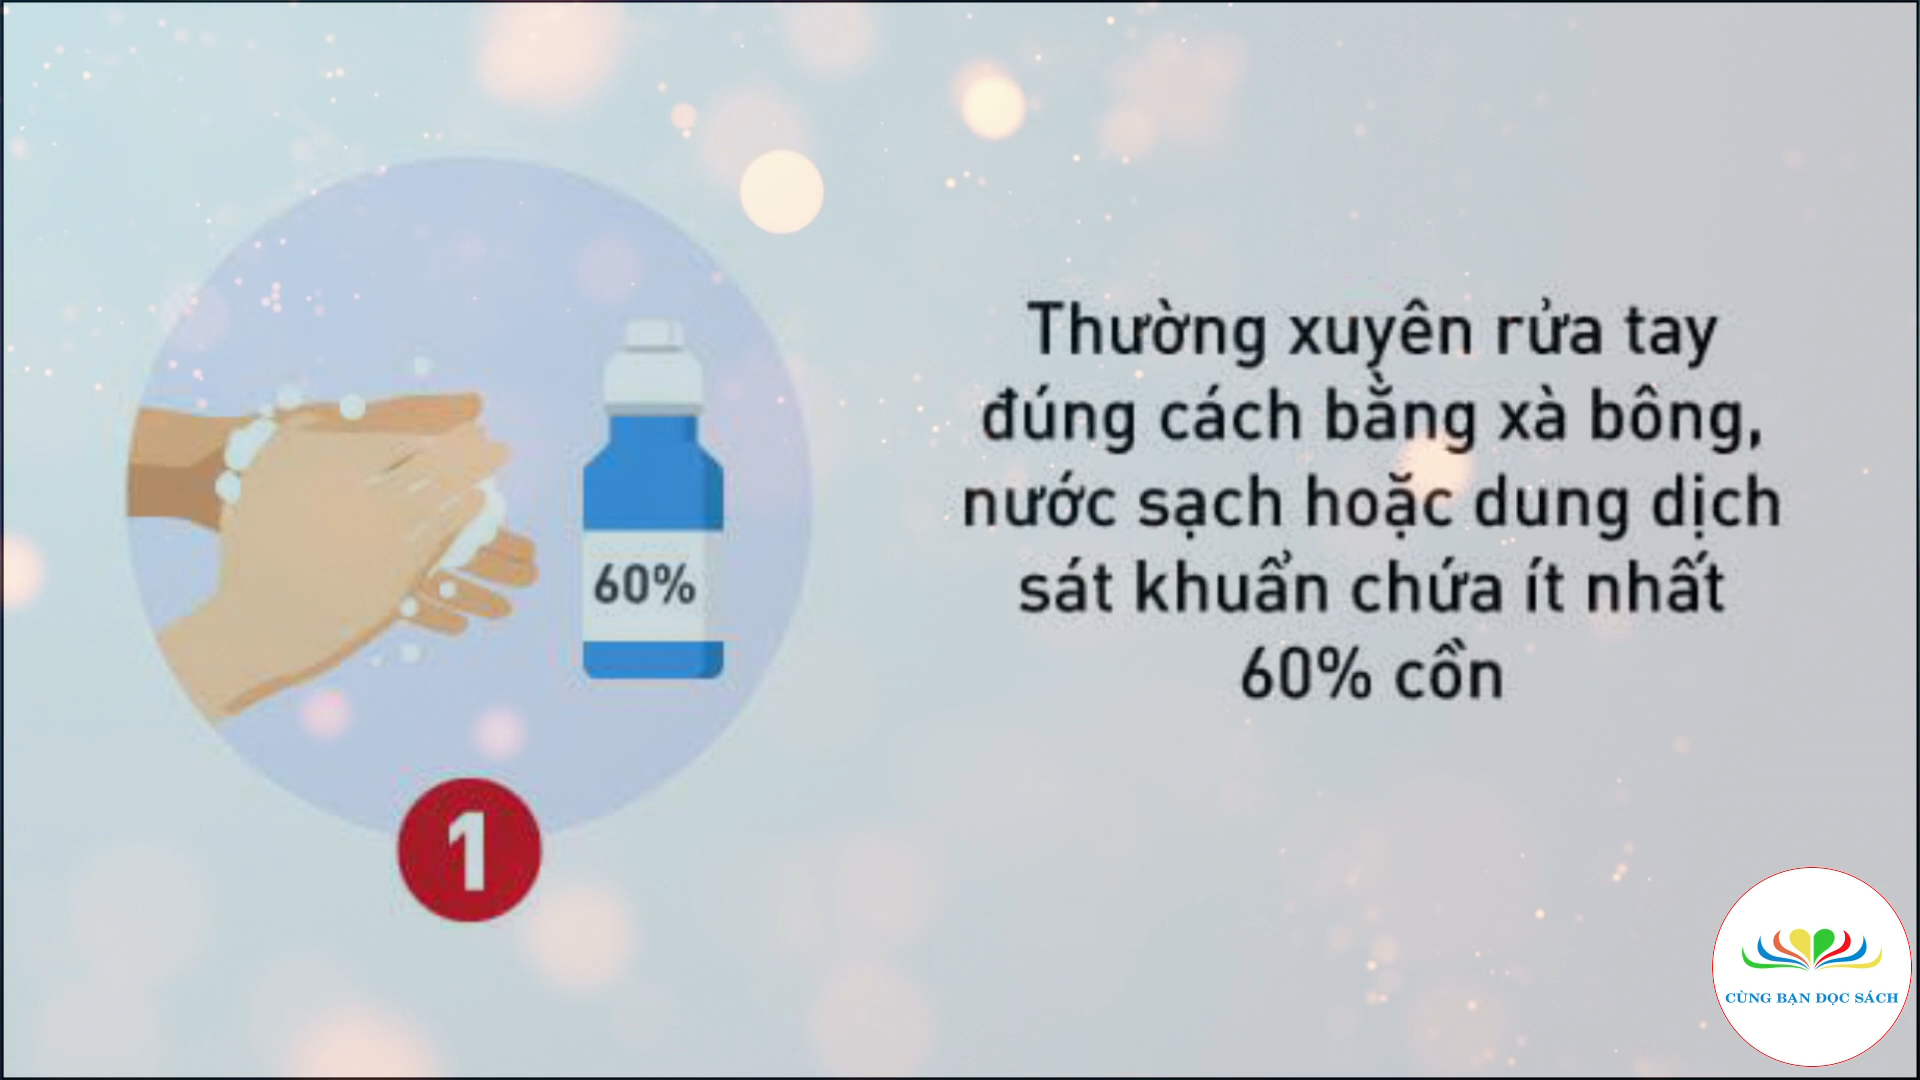 60%
1
Thường xuyên rửa tay
đúng cách bằng xà bông,
nước sạch hoặc dung dịch
sát khuẩn chứa ít nhất
60% cồn
CÙNG BẠN ĐỌC SÁCH